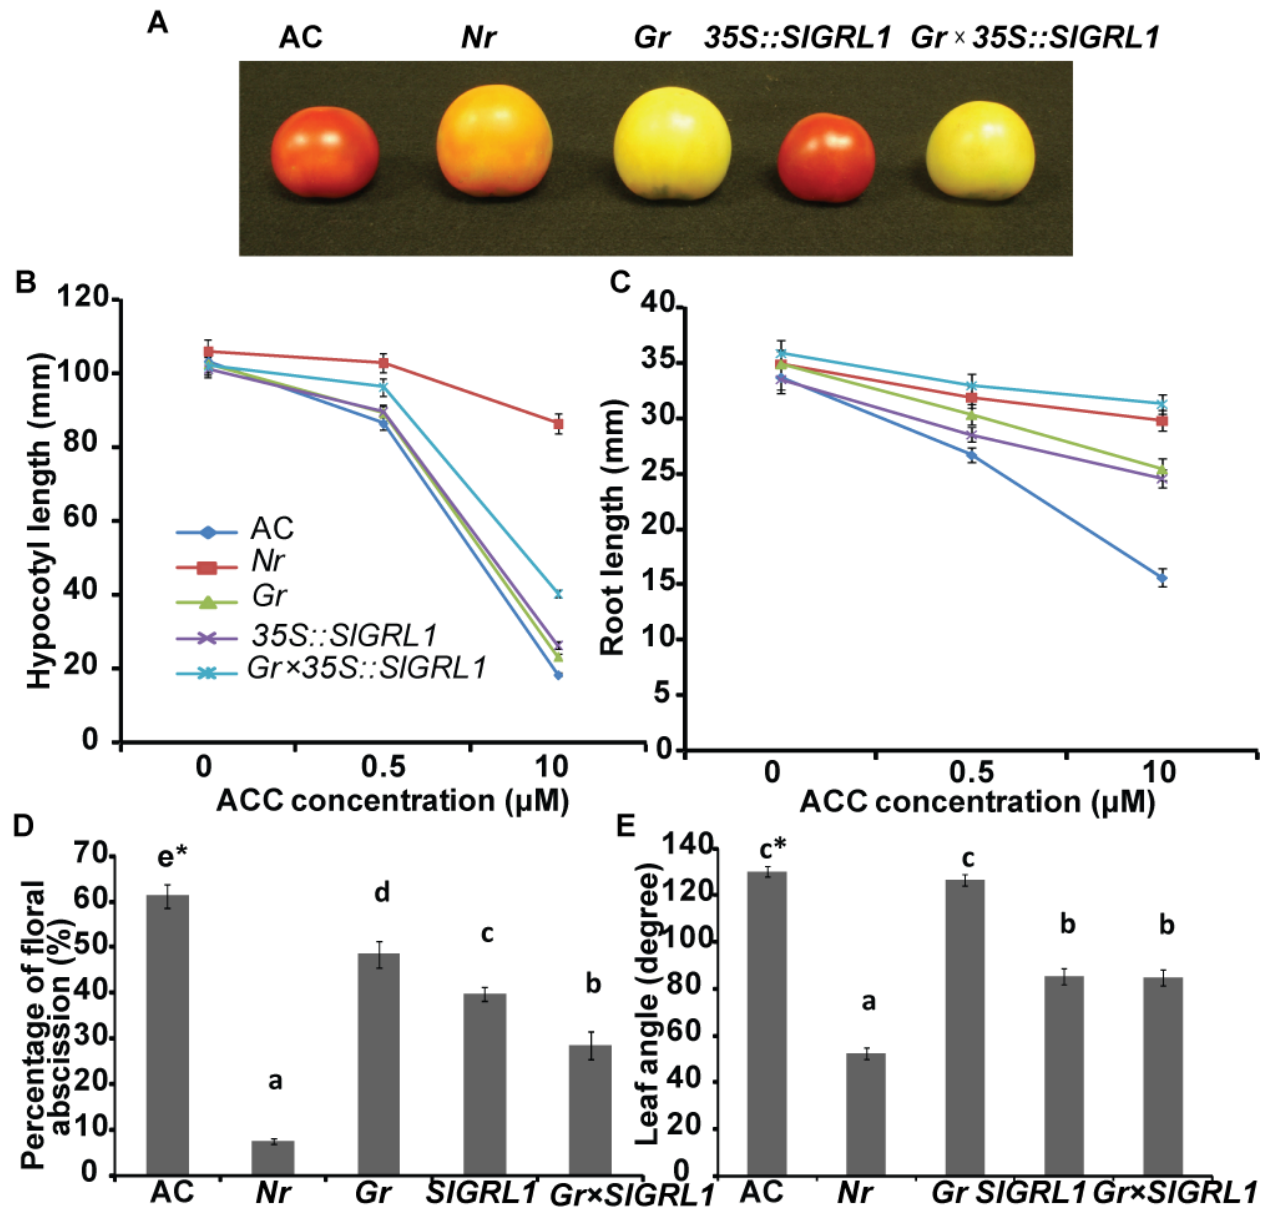 A
AC Nr Gr 35S::SlGRL1 Gr × 35S::SlGRL1
B
Hypocotyl length (mm)
120
100
80
60
40
20
0
AC
Nr
Gr
35S::SlGRL1
Gr×35S::SlGRL1
0 0.5 10
ACC concentration (µM)
C
Root length (mm)
40
35
30
25
20
15
10
5
0
0 0.5 10
ACC concentration (µM)
D
Percentage of floral
abscission (%)
70
60
50
40
30
20
10
0
e* a d c b
AC Nr Gr SlGRL1 Gr×SlGRL1
E
Leaf angle (degree)
140
120
100
80
60
40
20
0
c* a c b b
AC Nr Gr SlGRL1 Gr×SlGRL1